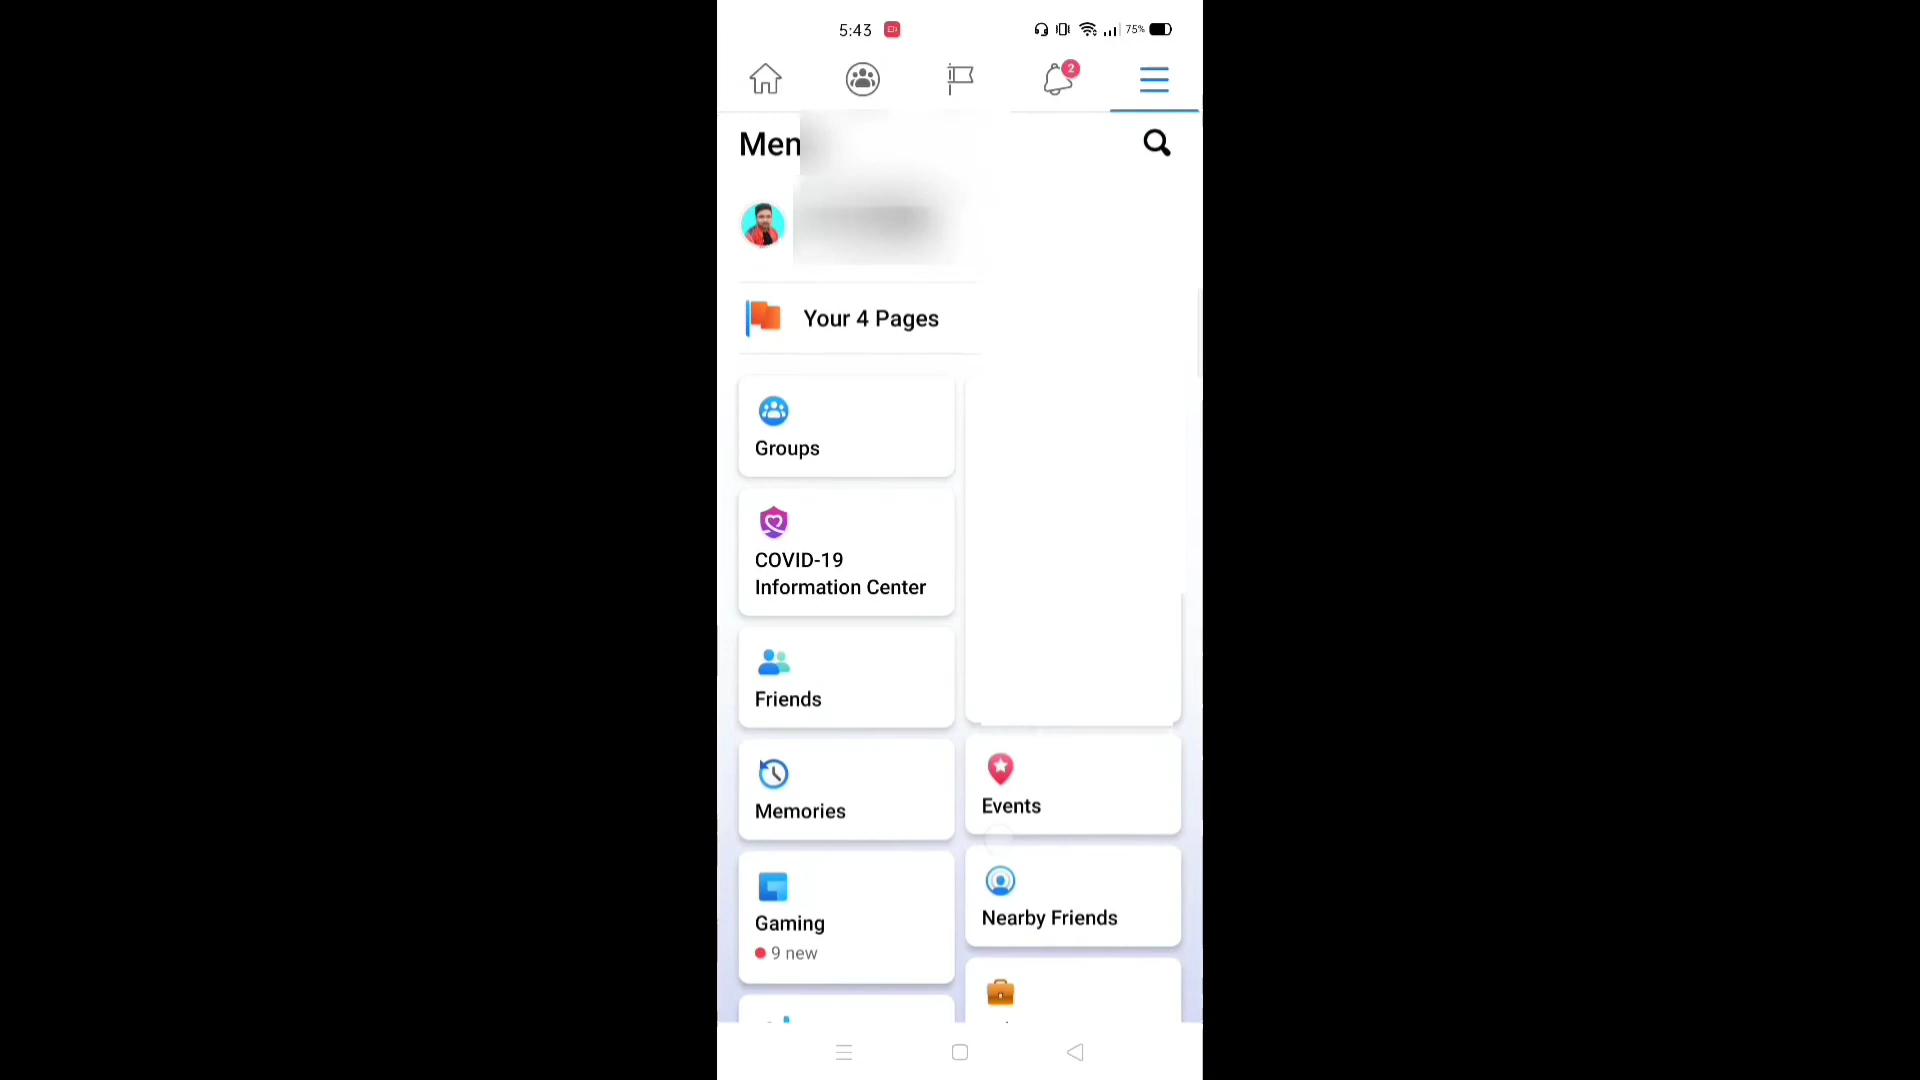 5:43
75%
2
Men
Your 4 Pages
Groups
COVID-19
Information Center
Friends
Memories
Events
Gaming
9 new
Nearby Friends